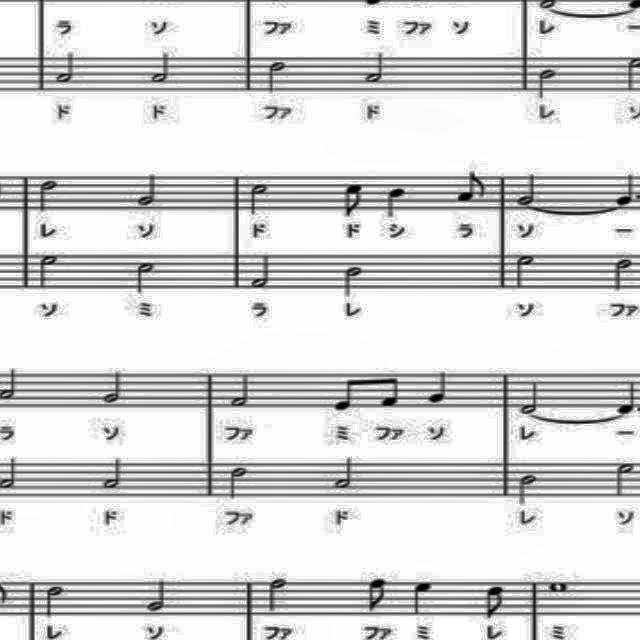 ラ ソ ファ ミ ファ ソ レ ー
ド ド ファ ド レ ソ
レ ソ ド ド シ ラ ソ ー
ソ ミ ラ レ ソ ファ
ラ ソ ファ ミ ファ ソ レ ー
ド ド ファ ド レ ソ
レ ソ ファ ファ ミ レ ミ